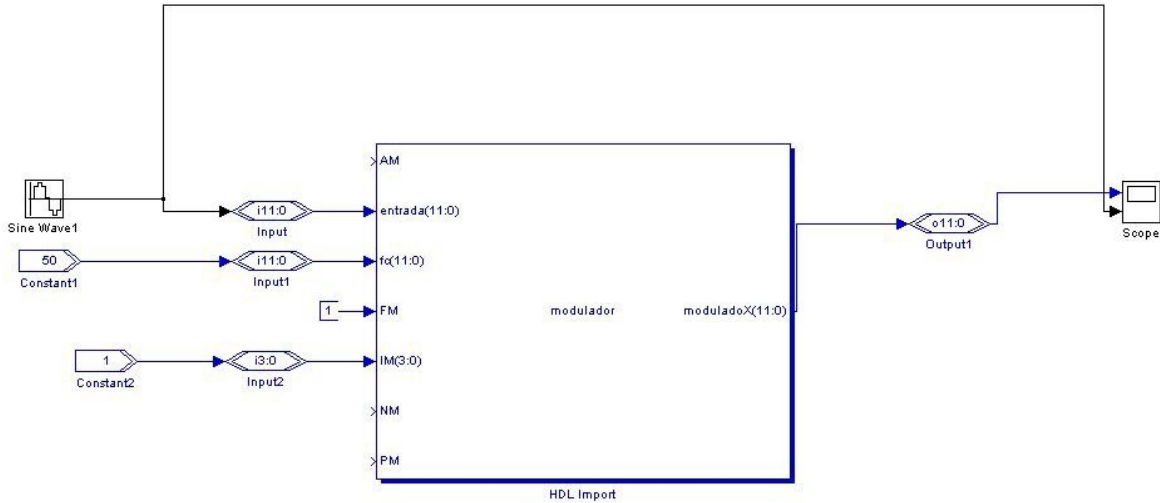 AM
i11:0
entrada(11:0)
Sine Wave1
Input
o11:0
Scope
Output1
50
i11:0
fc(11:0)
Constant1
Input1
1
FM
modulador
moduladoX(11:0)
1
i3:0
IM(3:0)
Constant2
Input2
NM
PM
HDL Import